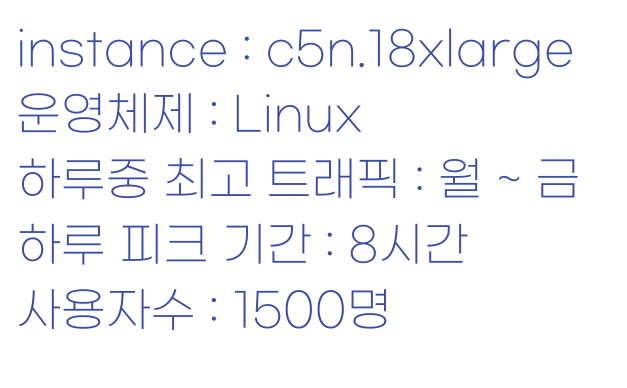 instance : c5n.18xlarge
운영체제 : Linux
하루중 최고 트래픽 : 월 ~ 금
하루 피크 기간 : 8시간
사용자수 : 1500명